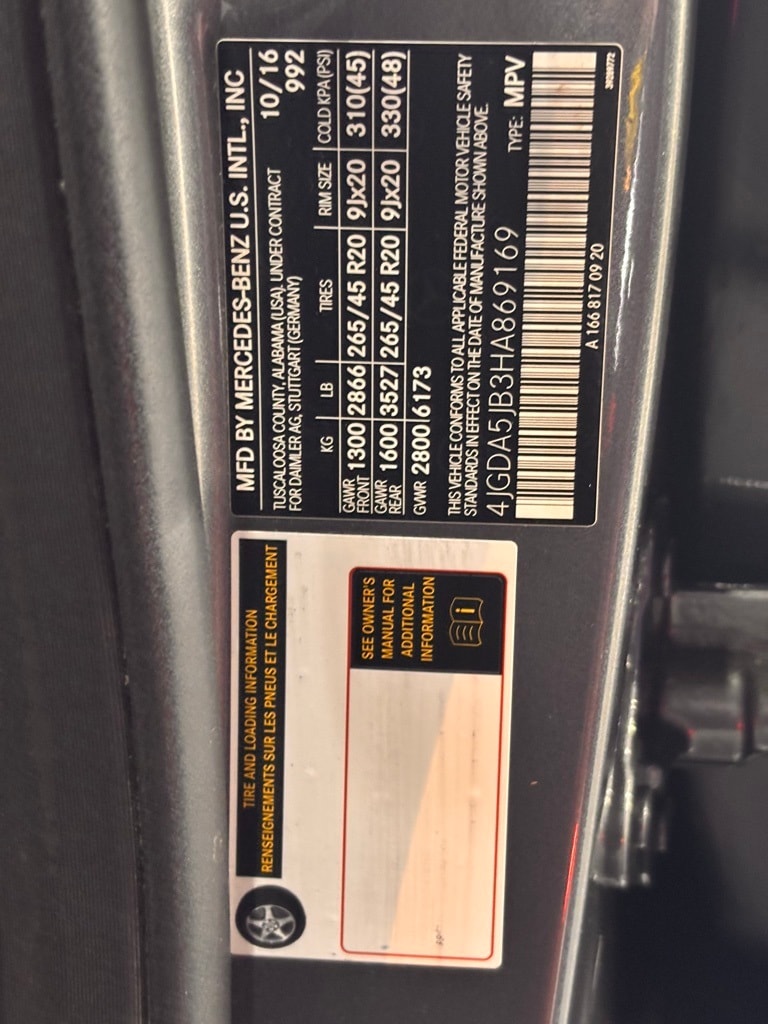 MFD BY MERCEDES-BENZ U.S. INTL., INC
TUSCALOOSA COUNTY, ALABAMA (USA), UNDER CONTRACT 10/16
FOR DAIMLER AG, STUTTGART (GERMANY) 992
KG LB TIRES RIM SIZE COLD KPA (PSI)
GAWR FRONT 1300 2866 265/45 R20 9Jx20 310(45)
GAWR REAR 1600 3527 265/45 R20 9Jx20 330(48)
GVWR 2800 6173
THIS VEHICLE CONFORMS TO ALL APPLICABLE FEDERAL MOTOR VEHICLE SAFETY
STANDARDS IN EFFECT ON THE DATE OF MANUFACTURE SHOWN ABOVE.
4JGDA5JB3HA869169 TYPE: MPV
A 166 817 09 20
TIRE AND LOADING INFORMATION
RENSEIGNEMENTS SUR LES PNEUS ET LE CHARGEMENT
SEE OWNER'S
MANUAL FOR
ADDITIONAL
INFORMATION